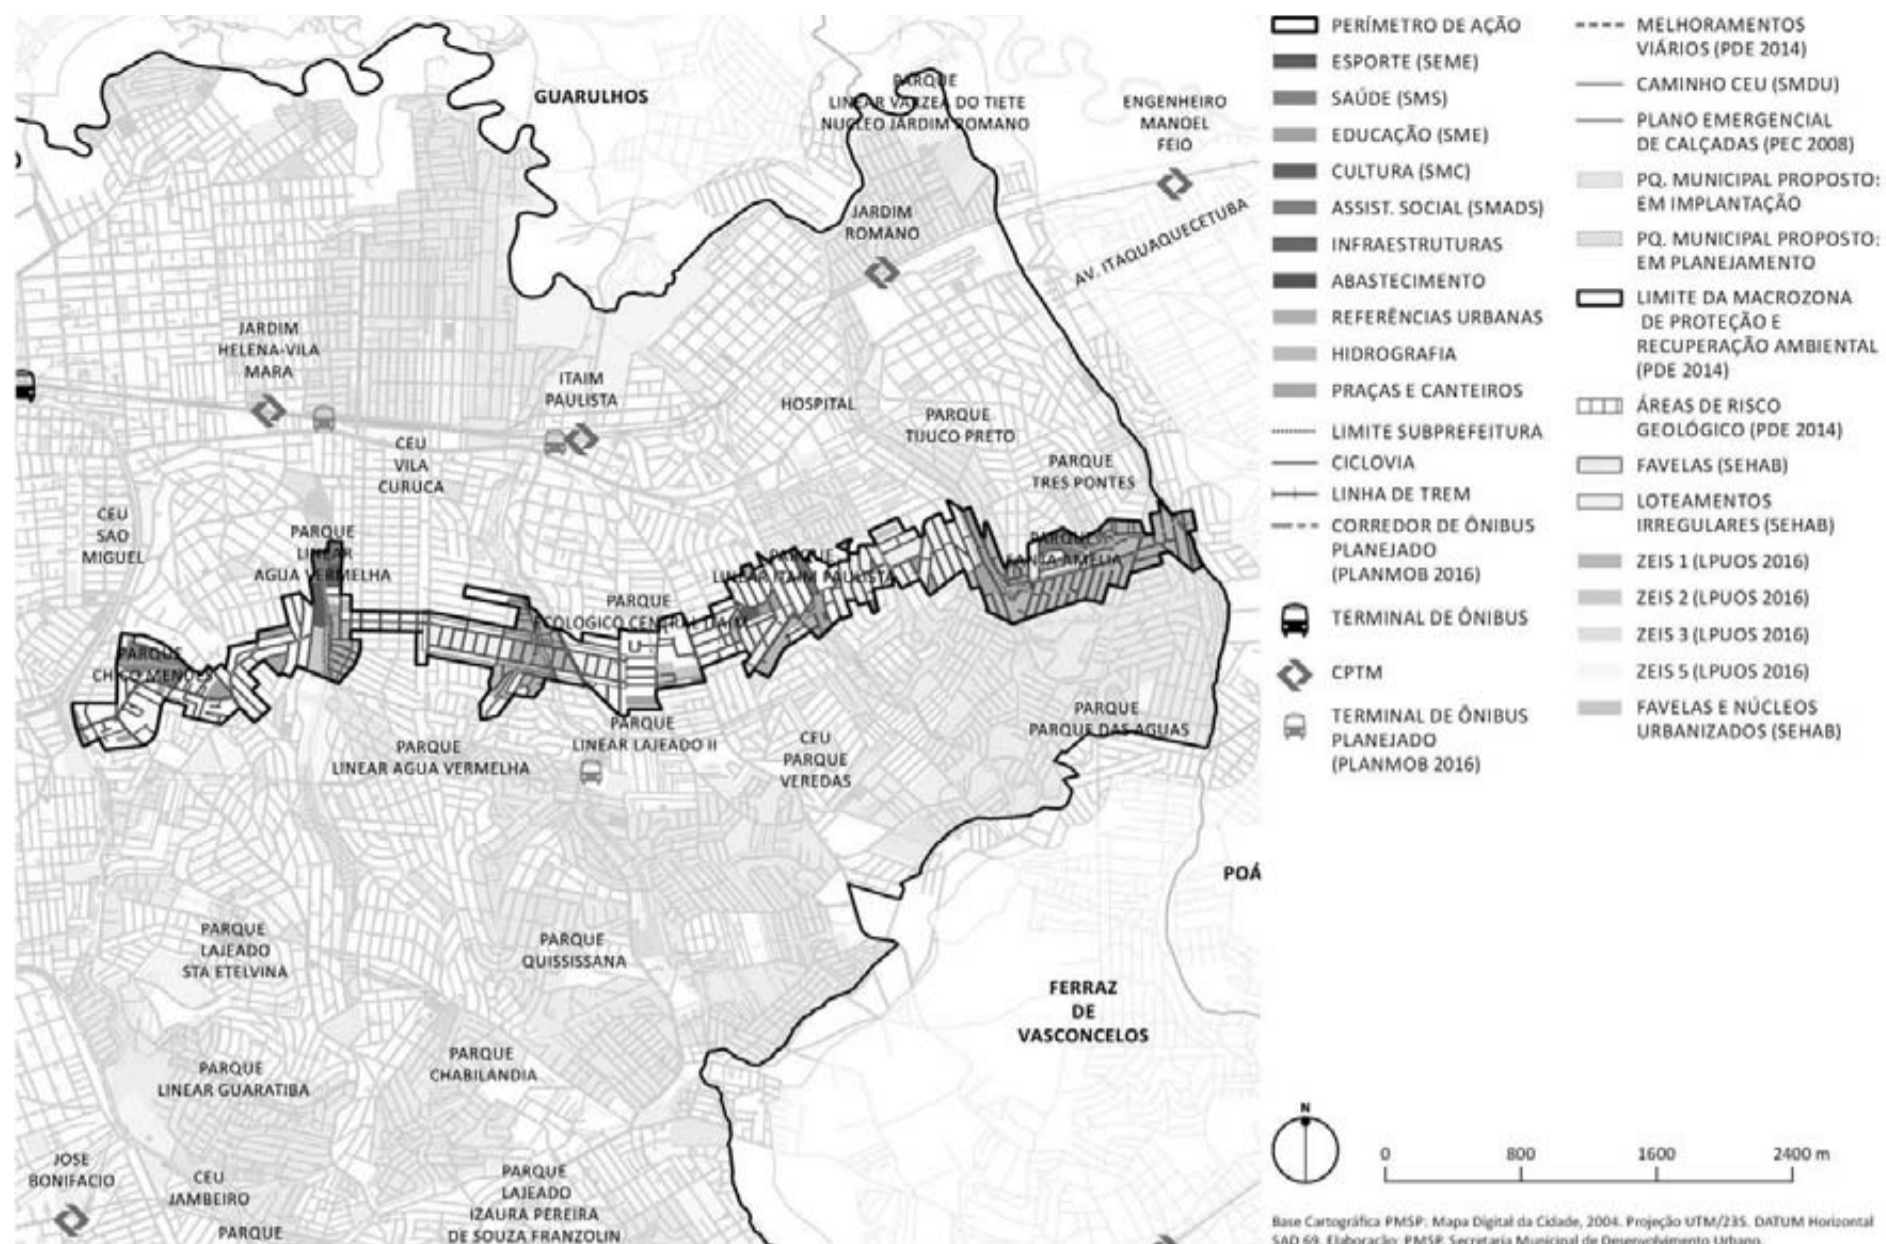 GUARULHOS
PARQUE
LINEAR VARZEA DO TIETE
NUCLEO JARDIM ROMANO
ENGENHEIRO
MANOEL
FEIO
JARDIM
ROMANO
AV. ITAQUAQUECETUBA
JARDIM
HELENA-VILA
MARA
ITAIM
PAULISTA
HOSPITAL
PARQUE
TIJUCO PRETO
CEU
VILA
CURUCA
PARQUE
TRES PONTES
CEU
SAO
MIGUEL
PARQUE
LINEAR
AGUA VERMELHA
PARQUE
SANTA AMELIA
PARQUE
LINEAR ITAIM PAULISTA
PARQUE
ECOLOGICO CENTRAL ITAIM
PARQUE
CHICO MENDES
PARQUE
LINEAR LAJEADO II
PARQUE
PARQUE DAS AGUAS
PARQUE
LINEAR AGUA VERMELHA
CEU
PARQUE
VEREDAS
POÁ
PARQUE
LAJEADO
STA ETELVINA
PARQUE
QUISSISSANA
FERRAZ
DE
VASCONCELOS
PARQUE
LINEAR GUARATIBA
PARQUE
CHABILANDIA
JOSE
BONIFACIO
CEU
JAMBEIRO
PARQUE
PARQUE
LAJEADO
IZAURA PEREIRA
DE SOUZA FRANZOLIN
PERÍMETRO DE AÇÃO
ESPORTE (SEME)
SAÚDE (SMS)
EDUCAÇÃO (SME)
CULTURA (SMC)
ASSIST. SOCIAL (SMADS)
INFRAESTRUTURAS
ABASTECIMENTO
REFERÊNCIAS URBANAS
HIDROGRAFIA
PRAÇAS E CANTEIROS
LIMITE SUBPREFEITURA
CICLOVIA
LINHA DE TREM
CORREDOR DE ÔNIBUS
PLANEJADO
(PLANMOB 2016)
TERMINAL DE ÔNIBUS
CPTM
TERMINAL DE ÔNIBUS
PLANEJADO
(PLANMOB 2016)
MELHORAMENTOS
VIÁRIOS (PDE 2014)
CAMINHO CEU (SMDU)
PLANO EMERGENCIAL
DE CALÇADAS (PEC 2008)
PQ. MUNICIPAL PROPOSTO:
EM IMPLANTAÇÃO
PQ. MUNICIPAL PROPOSTO:
EM PLANEJAMENTO
LIMITE DA MACROZONA
DE PROTEÇÃO E
RECUPERAÇÃO AMBIENTAL
(PDE 2014)
ÁREAS DE RISCO
GEOLÓGICO (PDE 2014)
FAVELAS (SEHAB)
LOTEAMENTOS
IRREGULARES (SEHAB)
ZEIS 1 (LPUOS 2016)
ZEIS 2 (LPUOS 2016)
ZEIS 3 (LPUOS 2016)
ZEIS 5 (LPUOS 2016)
FAVELAS E NÚCLEOS
URBANIZADOS (SEHAB)
N
0 800 1600 2400 m
Base Cartográfica PMSP: Mapa Digital da Cidade, 2004. Projeção UTM/23S. DATUM Horizontal
SAD 69. Elaboração: PMSP. Secretaria Municipal de Desenvolvimento Urbano.